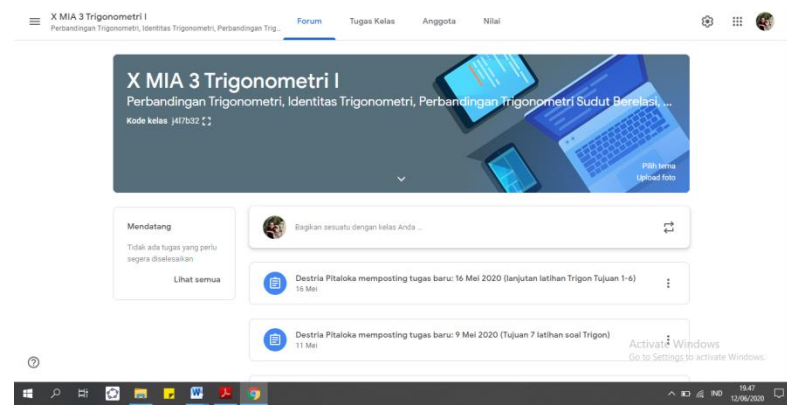 X MIA 3 Trigonometri I
Perbandingan Trigonometri, Identitas Trigonometri, Perbandingan Trig...
Forum
Tugas Kelas
Anggota
Nilai
X MIA 3 Trigonometri I
Perbandingan Trigonometri, Identitas Trigonometri, Perbandingan Trigonometri Sudut Berelasi, ...
Kode kelas j4l7b32
Pilih tema
Upload foto
Mendatang
Tidak ada tugas yang perlu
segera diselesaikan
Lihat semua
Bagikan sesuatu dengan kelas Anda ...
Destria Pitaloka memposting tugas baru: 16 Mei 2020 (lanjutan latihan Trigon Tujuan 1-6)
16 Mei
Destria Pitaloka memposting tugas baru: 9 Mei 2020 (Tujuan 7 latihan soal Trigon)
11 Mei
Activate Windows
Go to Settings to activate Windows.
IND
19.47
12/06/2020